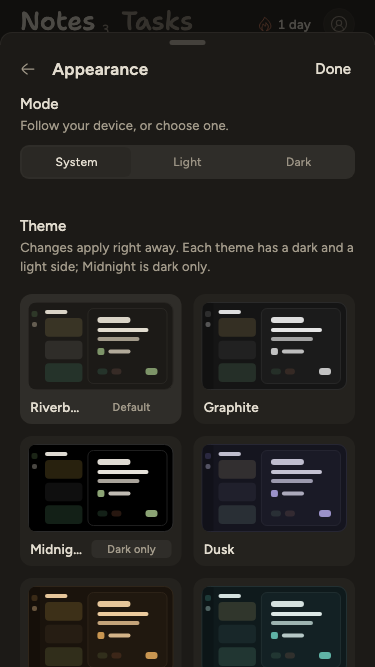 Notes 3 Tasks
1 day
Appearance
Done
Mode
Follow your device, or choose one.
System
Light
Dark
Theme
Changes apply right away. Each theme has a dark and a
light side; Midnight is dark only.
Riverb...
Default
Graphite
Midnig...
Dark only
Dusk